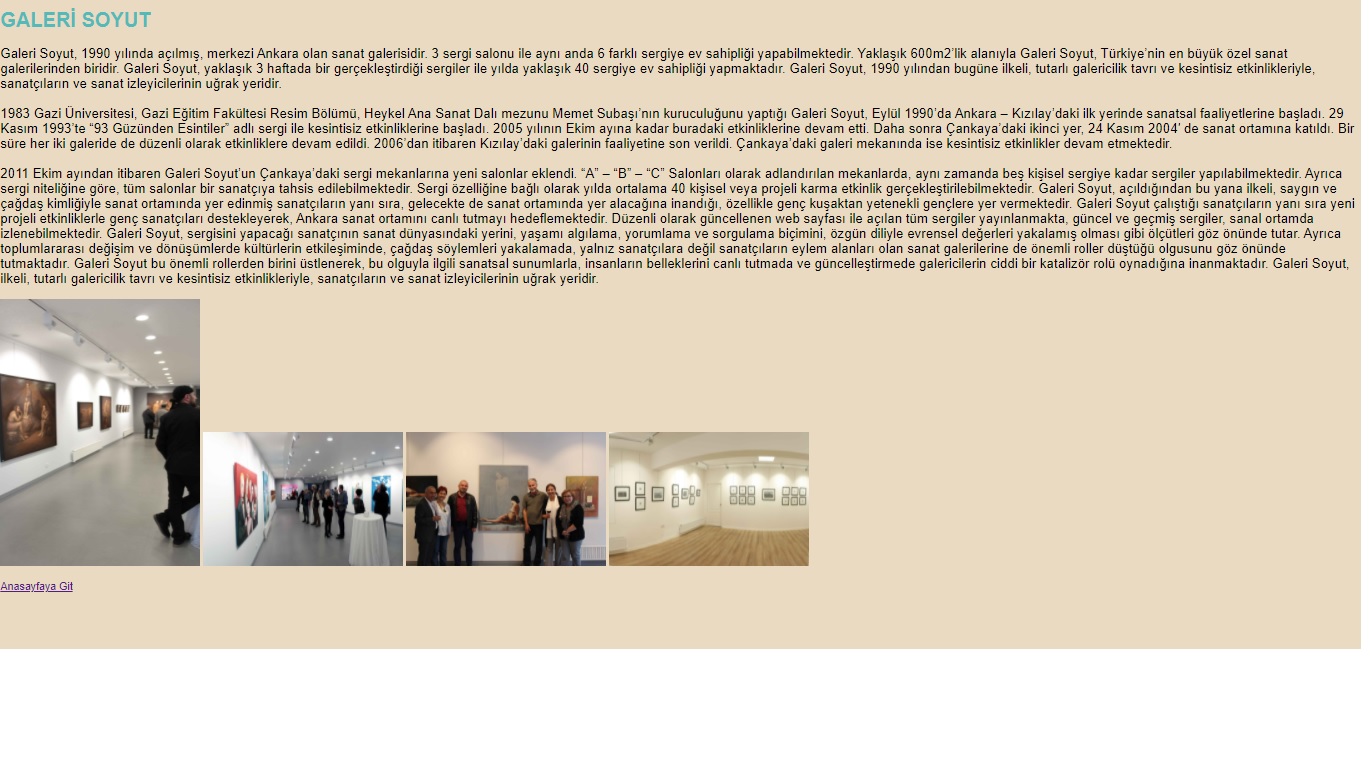 GALERİ SOYUT
Galeri Soyut, 1990 yılında açılmış, merkezi Ankara olan sanat galerisidir. 3 sergi salonu ile aynı anda 6 farklı sergiye ev sahipliği yapabilmektedir. Yaklaşık 600m2’lik alanıyla Galeri Soyut, Türkiye’nin en büyük özel sanat
galerilerinden biridir. Galeri Soyut, yaklaşık 3 haftada bir gerçekleştirdiği sergiler ile yılda yaklaşık 40 sergiye ev sahipliği yapmaktadır. Galeri Soyut, 1990 yılından bugüne ilkeli, tutarlı galericilik tavrı ve kesintisiz etkinlikleriyle,
sanatçıların ve sanat izleyicilerinin uğrak yeridir.
1983 Gazi Üniversitesi, Gazi Eğitim Fakültesi Resim Bölümü, Heykel Ana Sanat Dalı mezunu Memet Subaşı’nın kuruculuğunu yaptığı Galeri Soyut, Eylül 1990’da Ankara – Kızılay’daki ilk yerinde sanatsal faaliyetlerine başladı. 29
Kasım 1993’te “93 Güzünden Esintiler” adlı sergi ile kesintisiz etkinliklerine başladı. 2005 yılının Ekim ayına kadar buradaki etkinliklerine devam etti. Daha sonra Çankaya’daki ikinci yer, 24 Kasım 2004’ de sanat ortamına katıldı. Bir
süre her iki galeride de düzenli olarak etkinliklere devam edildi. 2006’dan itibaren Kızılay’daki galerinin faaliyetine son verildi. Çankaya’daki galeri mekanında ise kesintisiz etkinlikler devam etmektedir.
2011 Ekim ayından itibaren Galeri Soyut’un Çankaya’daki sergi mekanlarına yeni salonlar eklendi. “A” – “B” – “C” Salonları olarak adlandırılan mekanlarda, aynı zamanda beş kişisel sergiye kadar sergiler yapılabilmektedir. Ayrıca
sergi niteliğine göre, tüm salonlar bir sanatçıya tahsis edilebilmektedir. Sergi özelliğine bağlı olarak yılda ortalama 40 kişisel veya projeli karma etkinlik gerçekleştirilebilmektedir. Galeri Soyut, açıldığından bu yana ilkeli, saygın ve
çağdaş kimliğiyle sanat ortamında yer edinmiş sanatçıların yanı sıra, gelecekte de sanat ortamında yer alacağına inandığı, özellikle genç kuşaktan yetenekli gençlere yer vermektedir. Galeri Soyut çalıştığı sanatçıların yanı sıra yeni
projeli etkinliklerle genç sanatçıları destekleyerek, Ankara sanat ortamını canlı tutmayı hedeflemektedir. Düzenli olarak güncellenen web sayfası ile açılan tüm sergiler yayınlanmakta, güncel ve geçmiş sergiler, sanal ortamda
izlenebilmektedir. Galeri Soyut, sergisini yapacağı sanatçının sanat dünyasındaki yerini, yaşamı algılama, yorumlama ve sorgulama biçimini, özgün diliyle evrensel değerleri yakalamış olması gibi ölçütleri göz önünde tutar. Ayrıca
toplumlararası değişim ve dönüşümlerde kültürlerin etkileşiminde, çağdaş söylemleri yakalamada, yalnız sanatçılara değil sanatçıların eylem alanları olan sanat galerilerine de önemli roller düştüğü olgusunu göz önünde
tutmaktadır. Galeri Soyut bu önemli rollerden birini üstlenerek, bu olguyla ilgili sanatsal sunumlarla, insanların belleklerini canlı tutmada ve güncelleştirmede galericilerin ciddi bir katalizör rolü oynadığına inanmaktadır. Galeri Soyut,
ilkeli, tutarlı galericilik tavrı ve kesintisiz etkinlikleriyle, sanatçıların ve sanat izleyicilerinin uğrak yeridir.
Anasayfaya Git